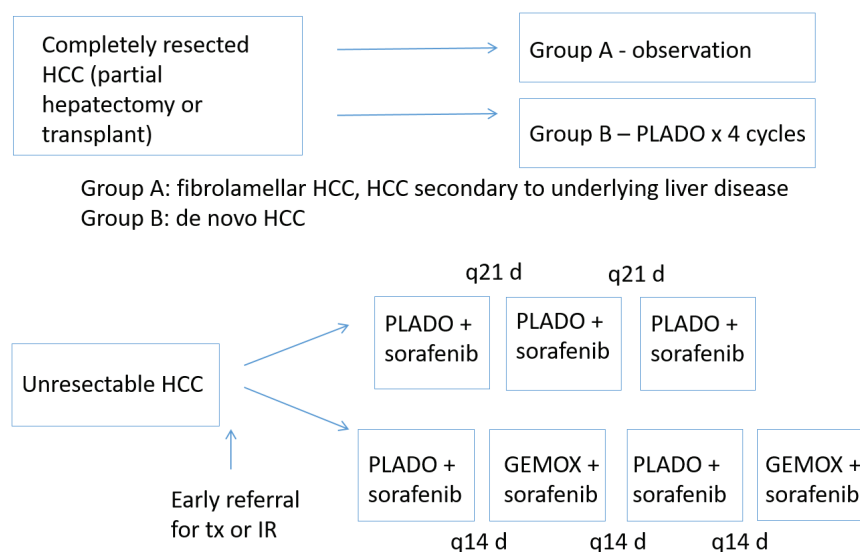 Completely resected
HCC (partial
hepatectomy or
transplant)
Group A - observation
Group B – PLADO x 4 cycles
Group A: fibrolamellar HCC, HCC secondary to underlying liver disease
Group B: de novo HCC
q21 d
q21 d
PLADO +
sorafenib
PLADO +
sorafenib
PLADO +
sorafenib
Unresectable HCC
PLADO +
sorafenib
GEMOX +
sorafenib
PLADO +
sorafenib
GEMOX +
sorafenib
Early referral
for tx or IR
q14 d
q14 d
q14 d